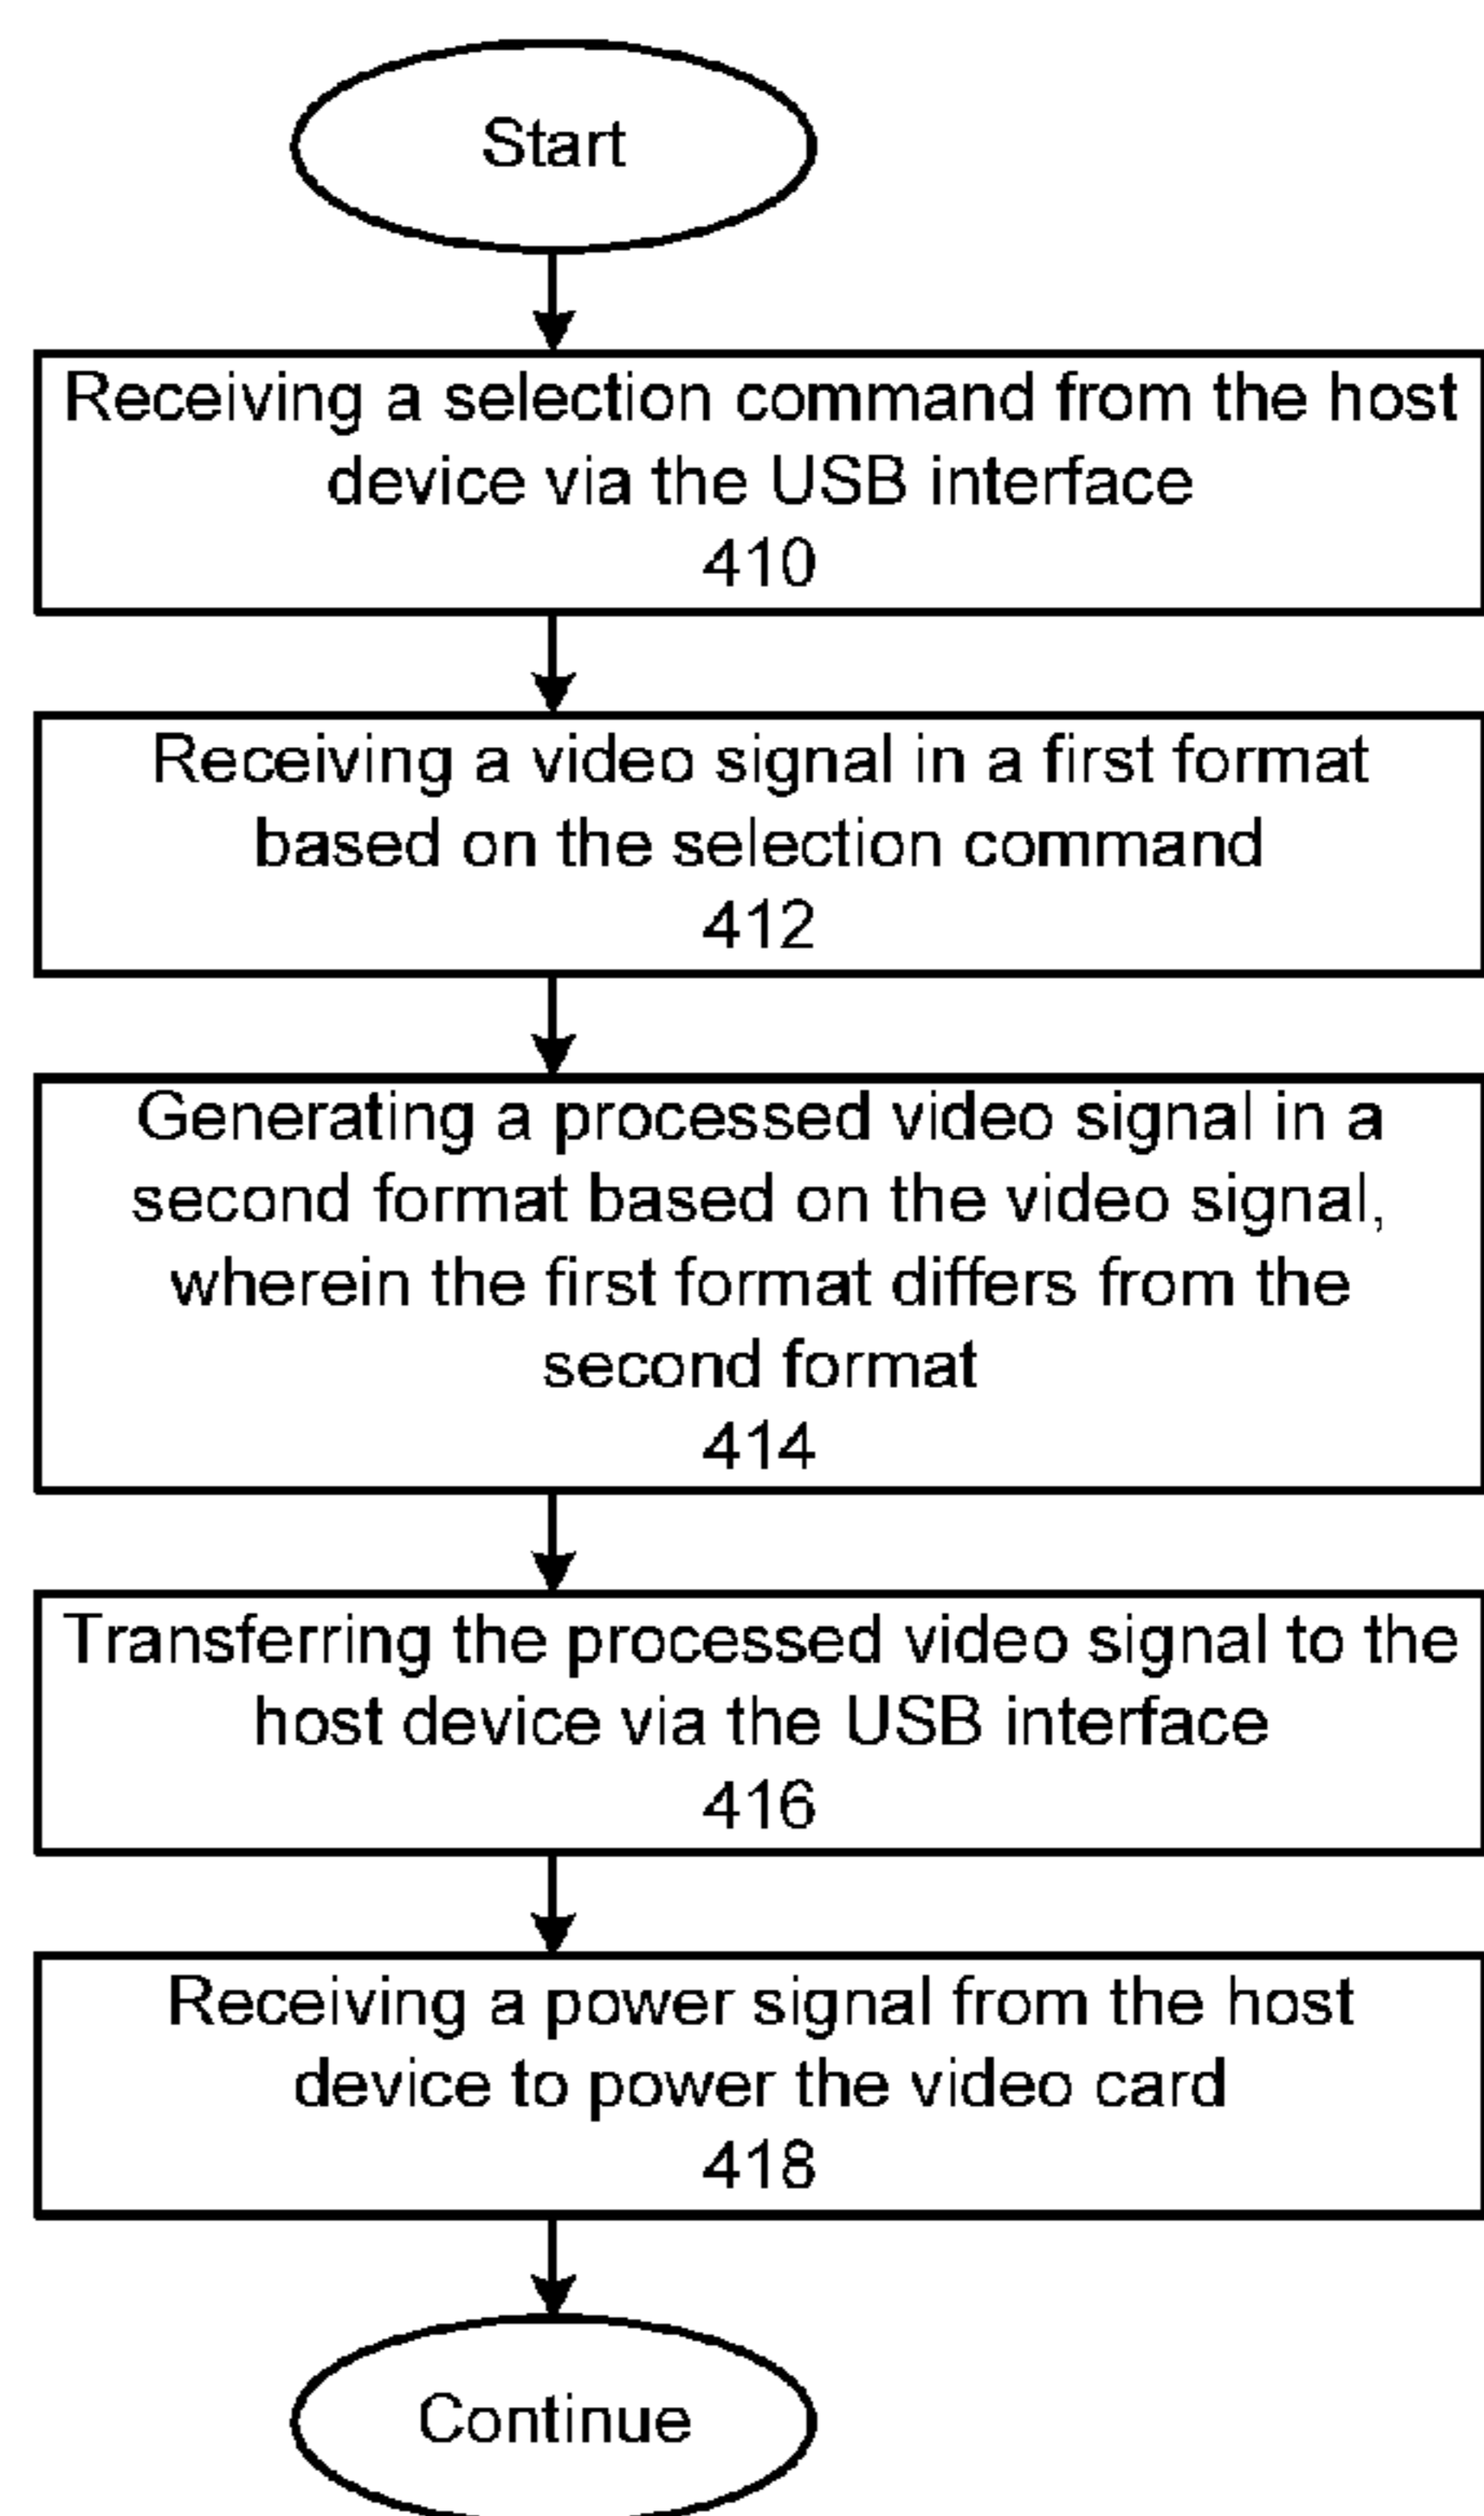 Start
Receiving a selection command from the host
device via the USB interface
410
Receiving a video signal in a first format
based on the selection command
412
Generating a processed video signal in a
second format based on the video signal,
wherein the first format differs from the
second format
414
Transferring the processed video signal to the
host device via the USB interface
416
Receiving a power signal from the host
device to power the video card
418
Continue